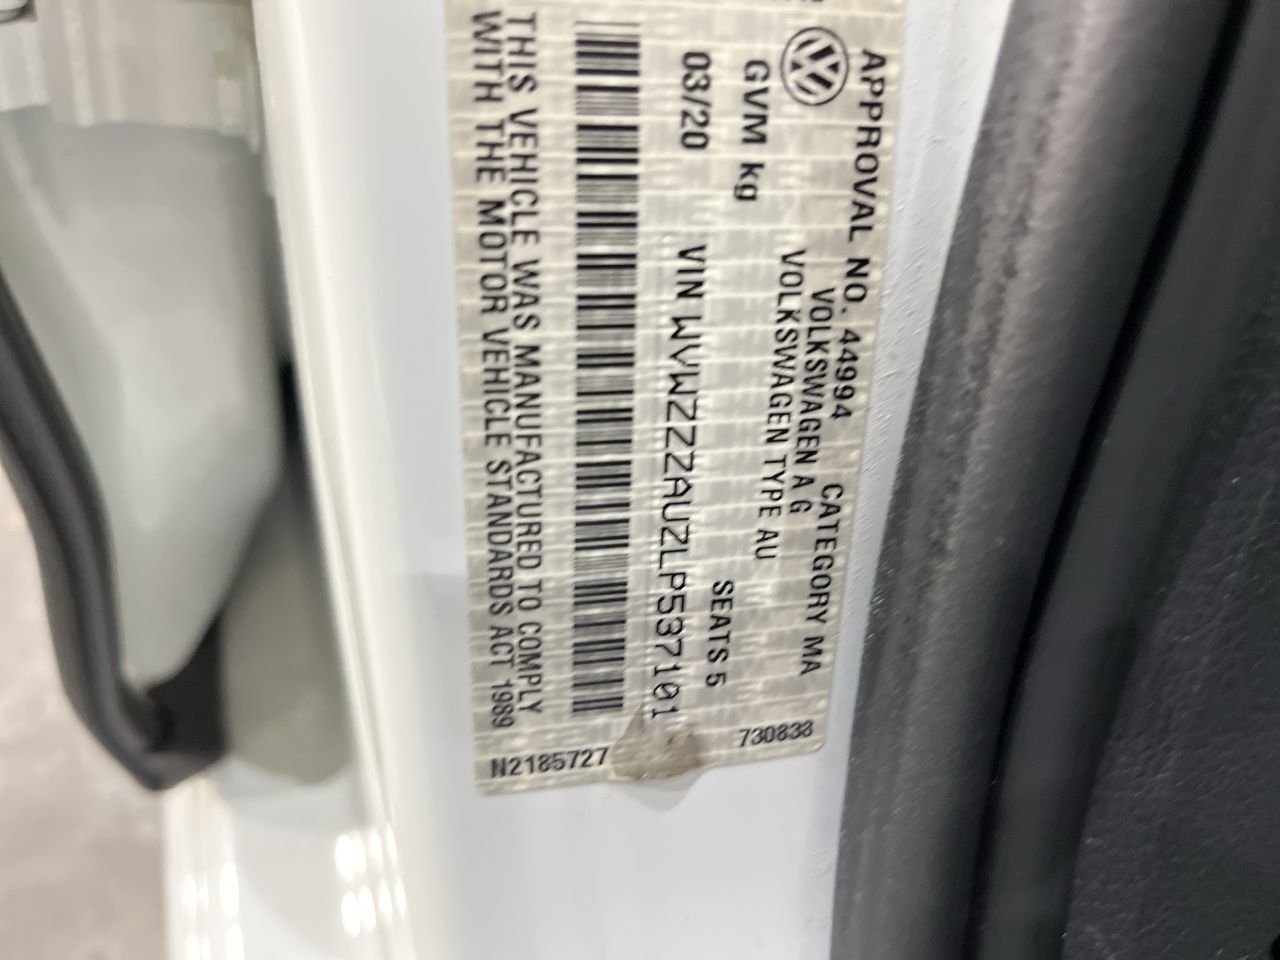 APPROVAL NO. 44994 CATEGORY MA
VOLKSWAGEN A G
VOLKSWAGEN TYPE AU
GVM kg SEATS 5
03/20 VIN WVWZZZAUZLP537101
THIS VEHICLE WAS MANUFACTURED TO COMPLY
WITH THE MOTOR VEHICLE STANDARDS ACT 1989
N2185727 730838